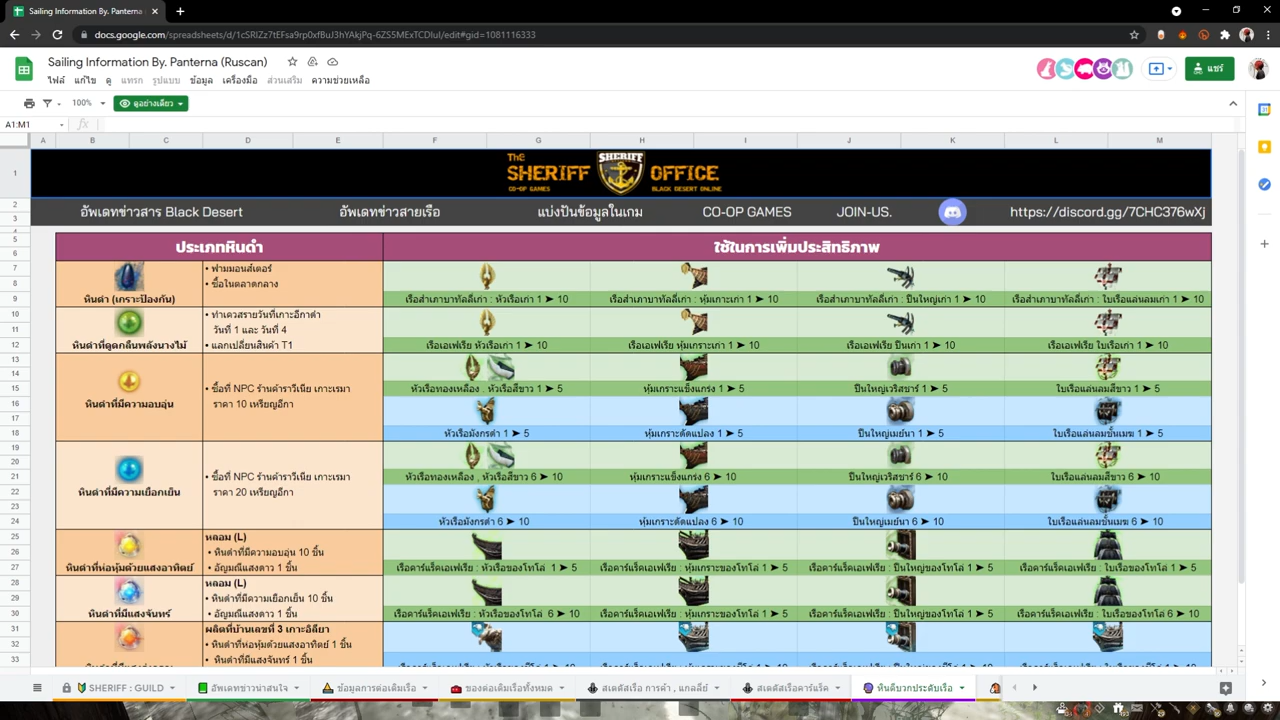 Sailing Information By. Panterna
docs.google.com/spreadsheets/d/1cSRIZz7tEFsa9rp0xfBuJ3hYAkjPq-6ZS5MExTCDluI/edit#gid=1081116333
Sailing Information By. Panterna (Ruscan)
ไฟล์ แก้ไข ดู แทรก รูปแบบ ข้อมูล เครื่องมือ ส่วนเสริม ความช่วยเหลือ
แชร์
100% ดูอย่างเดียว
A1:M1
A B C D E F G H I J K L M
The SHERIFF SHERIFF OFFICE
CO-OP GAMES BLACK DESERT ONLINE
อัพเดทข่าวสาร Black Desert อัพเดทข่าวสายเรือ แบ่งปันข้อมูลในเกม CO-OP GAMES JOIN-US. https://discord.gg/7CHC376wXj
ประเภทหินดำ ใช้ในการเพิ่มประสิทธิภาพ
• ฟามมอนส์เตอร์
• ซื้อในตลาดกลาง
หินดำ (เกราะป้องกัน) เรือสำเภาบาทัลลี่เก่า : หัวเรือเก่า 1 ➤ 10 เรือสำเภาบาทัลลี่เก่า : หุ้มเกาะเก่า 1 ➤ 10 เรือสำเภาบาทัลลี่เก่า : ปืนใหญ่เก่า 1 ➤ 10 เรือสำเภาบาทัลลี่เก่า : ใบเรือแล่นลมเก่า 1 ➤ 10
• ทำเควสรายวันที่เกาะอีกาดำ
วันที่ 1 และ วันที่ 4
หินดำที่ดูดกลืนพลังนางไม้ • แลกเปลี่ยนสินค้า T1 เรือเอเฟเรีย หัวเรือเก่า 1 ➤ 10 เรือเอเฟเรีย หุ้มเกราะเก่า 1 ➤ 10 เรือเอเฟเรีย ปืนเก่า 1 ➤ 10 เรือเอเฟเรีย ใบเรือเก่า 1 ➤ 10
• ซื้อที่ NPC ร้านค้าราวีเนีย เกาะเรมา หัวเรือทองเหลือง , หัวเรือสีขาว 1 ➤ 5 หุ้มเกราะแข็งแกร่ง 1 ➤ 5 ปืนใหญ่เวริสชาร์ 1 ➤ 5 ใบเรือแล่นลมสีขาว 1 ➤ 5
หินดำที่มีความอบอุ่น ราคา 10 เหรียญอีกา
หัวเรือมังกรดำ 1 ➤ 5 หุ้มเกราะดัดแปลง 1 ➤ 5 ปืนใหญ่เมย์นา 1 ➤ 5 ใบเรือแล่นลมชั้นเมฆ 1 ➤ 5
• ซื้อที่ NPC ร้านค้าราวีเนีย เกาะเรมา หัวเรือทองเหลือง , หัวเรือสีขาว 6 ➤ 10 หุ้มเกราะแข็งแกร่ง 6 ➤ 10 ปืนใหญ่เวริสชาร์ 6 ➤ 10 ใบเรือแล่นลมสีขาว 6 ➤ 10
หินดำที่มีความเยือกเย็น ราคา 20 เหรียญอีกา
หัวเรือมังกรดำ 6 ➤ 10 หุ้มเกราะดัดแปลง 6 ➤ 10 ปืนใหญ่เมย์นา 6 ➤ 10 ใบเรือแล่นลมชั้นเมฆ 6 ➤ 10
หลอม (L)
• หินดำที่มีความอบอุ่น 10 ชิ้น
หินดำที่ห่อหุ้มด้วยแสงอาทิตย์ • อัญมณีแสงดาว 1 ชิ้น เรือคาร์แร็คเอเฟเรีย : หัวเรือของโทโล่ 1 ➤ 5 เรือคาร์แร็คเอเฟเรีย : หุ้มเกราะของโทโล่ 1 ➤ 5 เรือคาร์แร็คเอเฟเรีย : ปืนใหญ่ของโทโล่ 1 ➤ 5 เรือคาร์แร็คเอเฟเรีย : ใบเรือของโทโล่ 1 ➤ 5
หลอม (L)
• หินดำที่มีความเยือกเย็น 10 ชิ้น
หินดำที่มีแสงจันทร์ • อัญมณีแสงดาว 1 ชิ้น เรือคาร์แร็คเอเฟเรีย : หัวเรือของโทโล่ 6 ➤ 10 เรือคาร์แร็คเอเฟเรีย : หุ้มเกราะของโทโล่ 1 ➤ 5 เรือคาร์แร็คเอเฟเรีย : ปืนใหญ่ของโทโล่ 1 ➤ 5 เรือคาร์แร็คเอเฟเรีย : ใบเรือของโทโล่ 6 ➤ 10
ผลิตที่บ้านเลขที่ 3 เกาะอิลียา
• หินดำที่ห่อหุ้มด้วยแสงอาทิตย์ 1 ชิ้น
• หินดำที่มีแสงจันทร์ 1 ชิ้น
SHERIFF : GUILD อัพเดทข่าวน่าสนใจ ข้อมูลการต่อเติมเรือ ของต่อเติมเรือทั้งหมด สเตตัสเรือ การค้า , แกลลีย์ สเตตัสเรือคาร์แร็ค หินตีบวกประดับเรือ